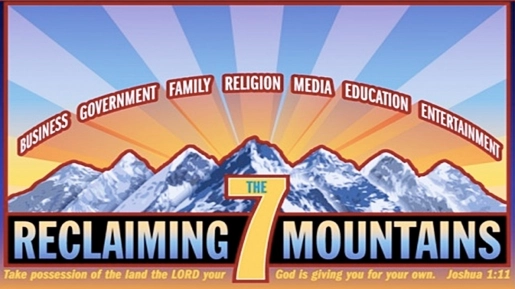 BUSINESS GOVERNMENT FAMILY RELIGION MEDIA EDUCATION ENTERTAINMENT
RECLAIMING THE 7 MOUNTAINS
Take possession of the land the LORD your God is giving you for your own. Joshua 1:11